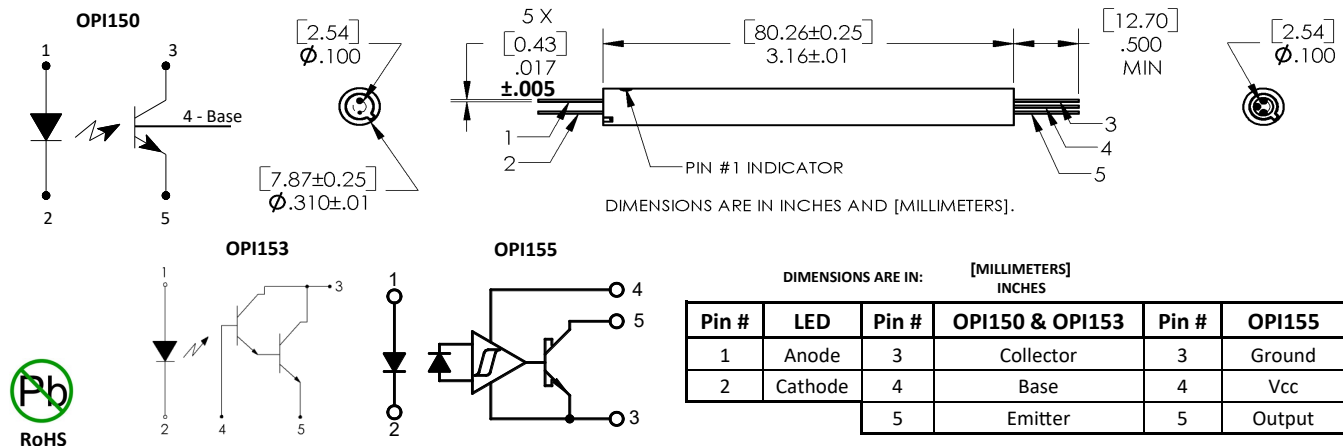 OPI150
1
3
4 - Base
2
5
[2.54]
Ø.100
[7.87±0.25]
Ø.310±.01
5 X
[0.43]
.017
±.005
[80.26±0.25]
3.16±.01
[12.70]
.500
MIN
[2.54]
Ø.100
1
2
PIN #1 INDICATOR
3
4
5
DIMENSIONS ARE IN INCHES AND [MILLIMETERS].
OPI153
1
3
2
4
5
OPI155
1
2
4
5
3
DIMENSIONS ARE IN:
[MILLIMETERS]
INCHES
Pin # LED Pin # OPI150 & OPI153 Pin # OPI155
1 Anode 3 Collector 3 Ground
2 Cathode 4 Base 4 Vcc
5 Emitter 5 Output
Pb
RoHS